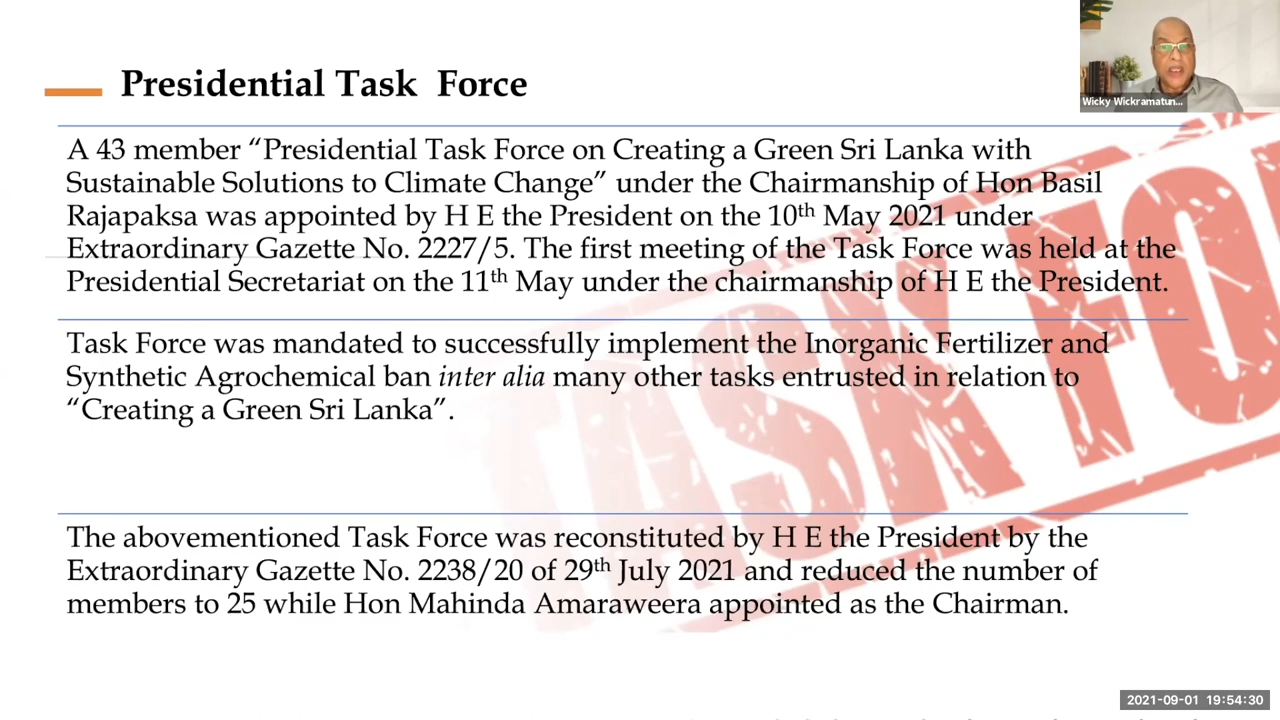 Presidential Task Force
Wicky Wickramatun...
A 43 member “Presidential Task Force on Creating a Green Sri Lanka with
Sustainable Solutions to Climate Change” under the Chairmanship of Hon Basil
Rajapaksa was appointed by H E the President on the 10th May 2021 under
Extraordinary Gazette No. 2227/5. The first meeting of the Task Force was held at the
Presidential Secretariat on the 11th May under the chairmanship of H E the President.
Task Force was mandated to successfully implement the Inorganic Fertilizer and
Synthetic Agrochemical ban inter alia many other tasks entrusted in relation to
“Creating a Green Sri Lanka”.
The abovementioned Task Force was reconstituted by H E the President by the
Extraordinary Gazette No. 2238/20 of 29th July 2021 and reduced the number of
members to 25 while Hon Mahinda Amaraweera appointed as the Chairman.
TASK FO
2021-09-01 19:54:30